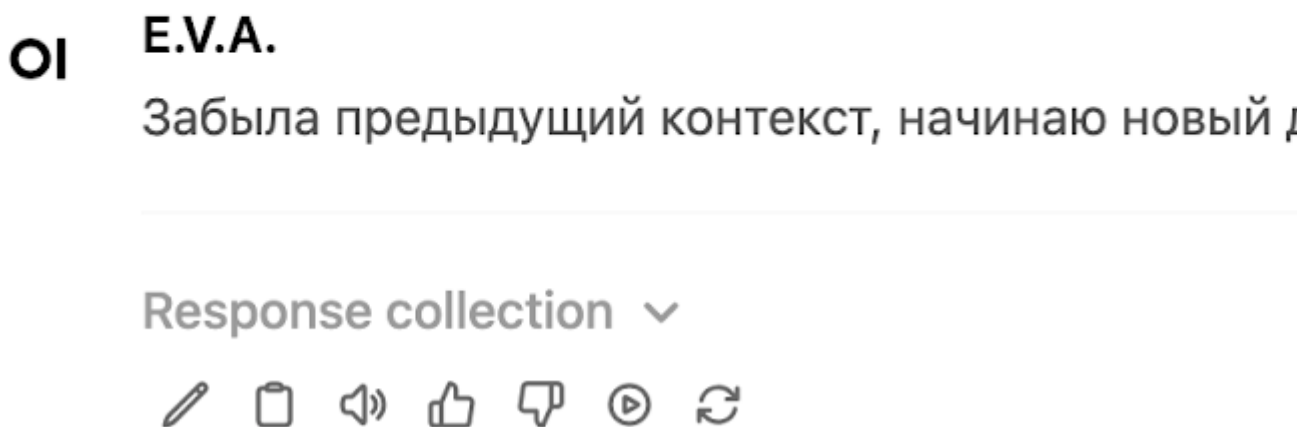 OI
E.V.A.
Забыла предыдущий контекст, начинаю новый
Response collection